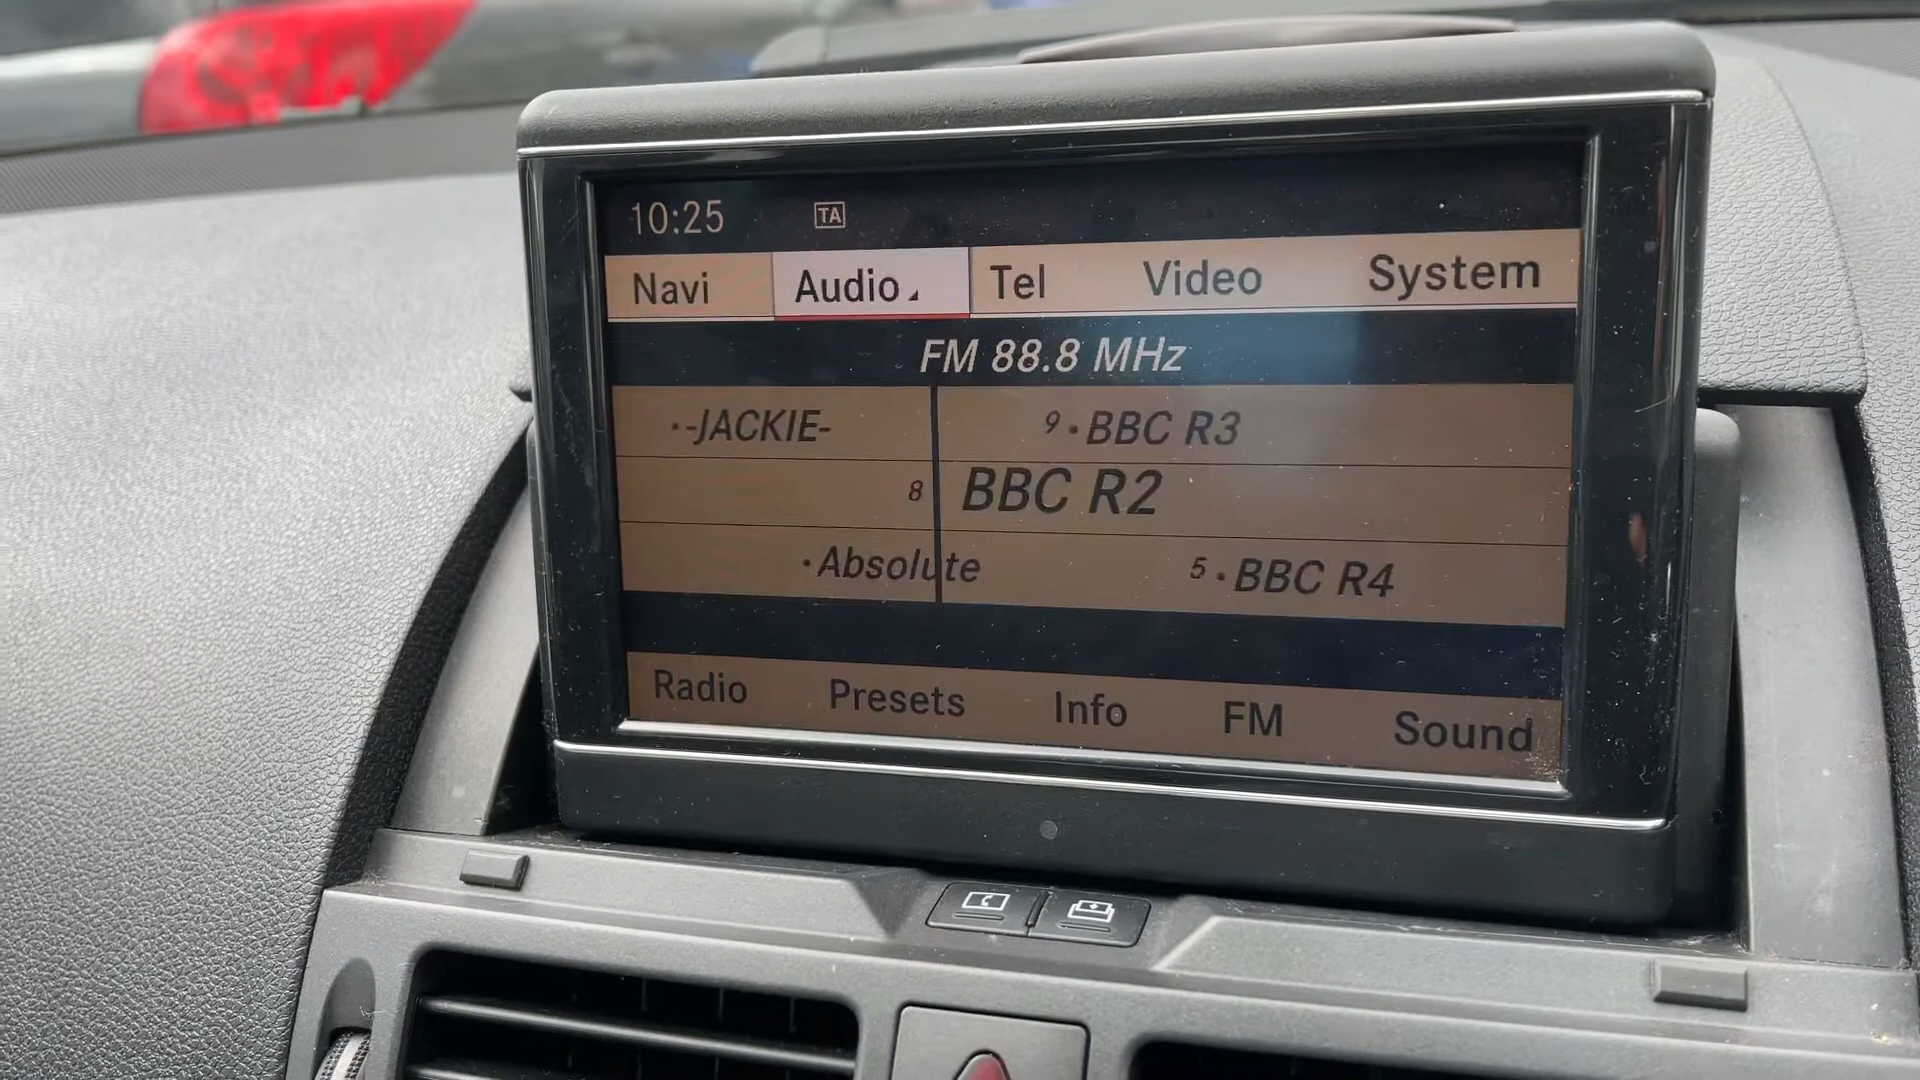 10:25 TA
Navi Audio Tel Video System
FM 88.8 MHz
·-JACKIE- 9·BBC R3
8 BBC R2
·Absolute 5·BBC R4
Radio Presets Info FM Sound